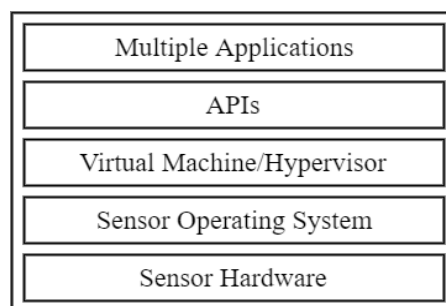 Multiple Applications
APIs
Virtual Machine/Hypervisor
Sensor Operating System
Sensor Hardware